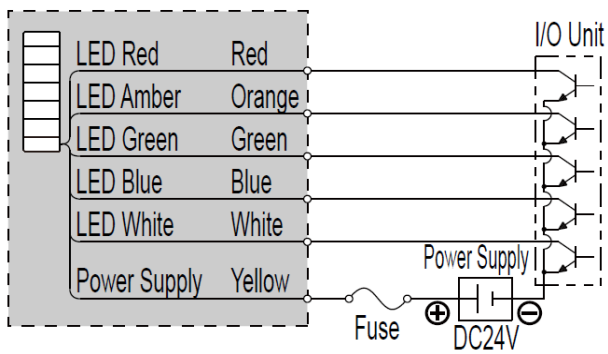 I/O Unit
LED Red Red
LED Amber Orange
LED Green Green
LED Blue Blue
LED White White
Power Supply Yellow
Power Supply
Fuse
DC24V